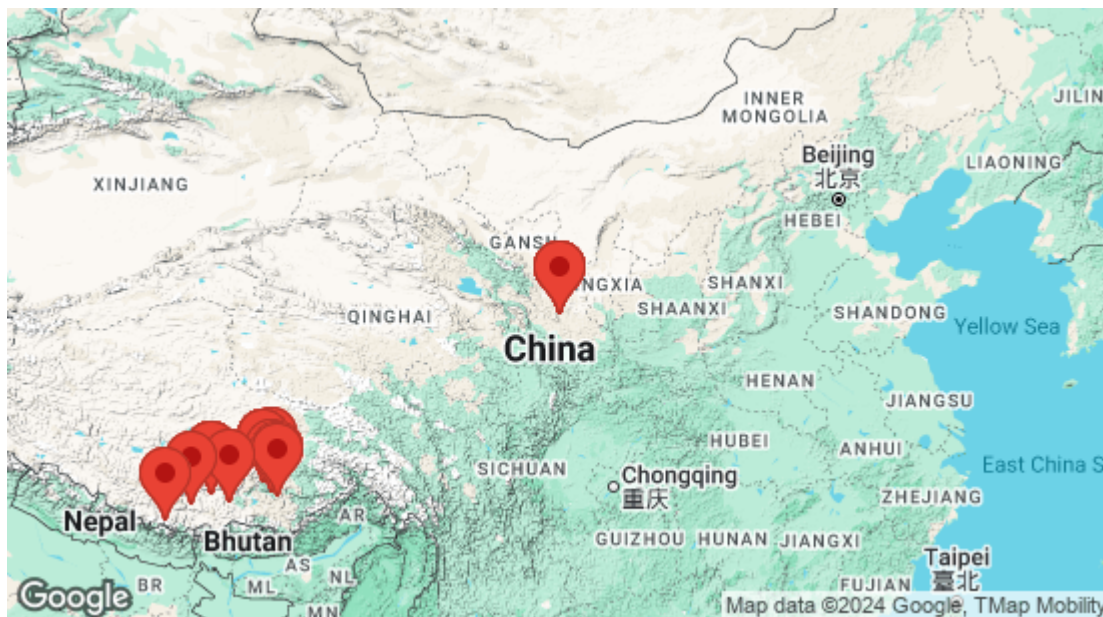 INNER
MONGOLIA
JILIN
Beijing
北京
LIAONING
XINJIANG
HEBEI
GANSU
NINGXIA
SHANXI
SHAANXI
SHANDONG
QINGHAI
Yellow Sea
China
HENAN
JIANGSU
HUBEI
ANHUI
SICHUAN
Chongqing
重庆
East China S
ZHEJIANG
Nepal
AR
Bhutan
GUIZHOU
HUNAN
JIANGXI
Taipei
臺北
AS
NL
BR
ML
FUJIAN
MN
Google
Map data ©2024 Google, TMap Mobility